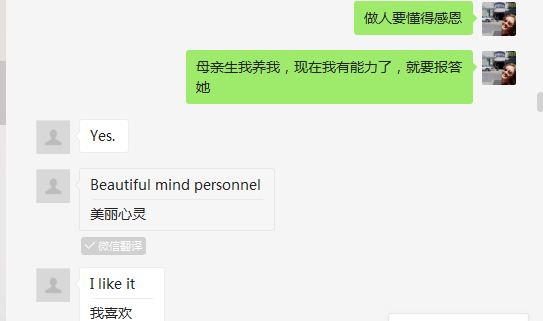 做人要懂得感恩
母亲生我养我，现在我有能力了，就要报答
她
Yes.
Beautiful mind personnel
美丽心灵
微信翻译
I like it
我喜欢